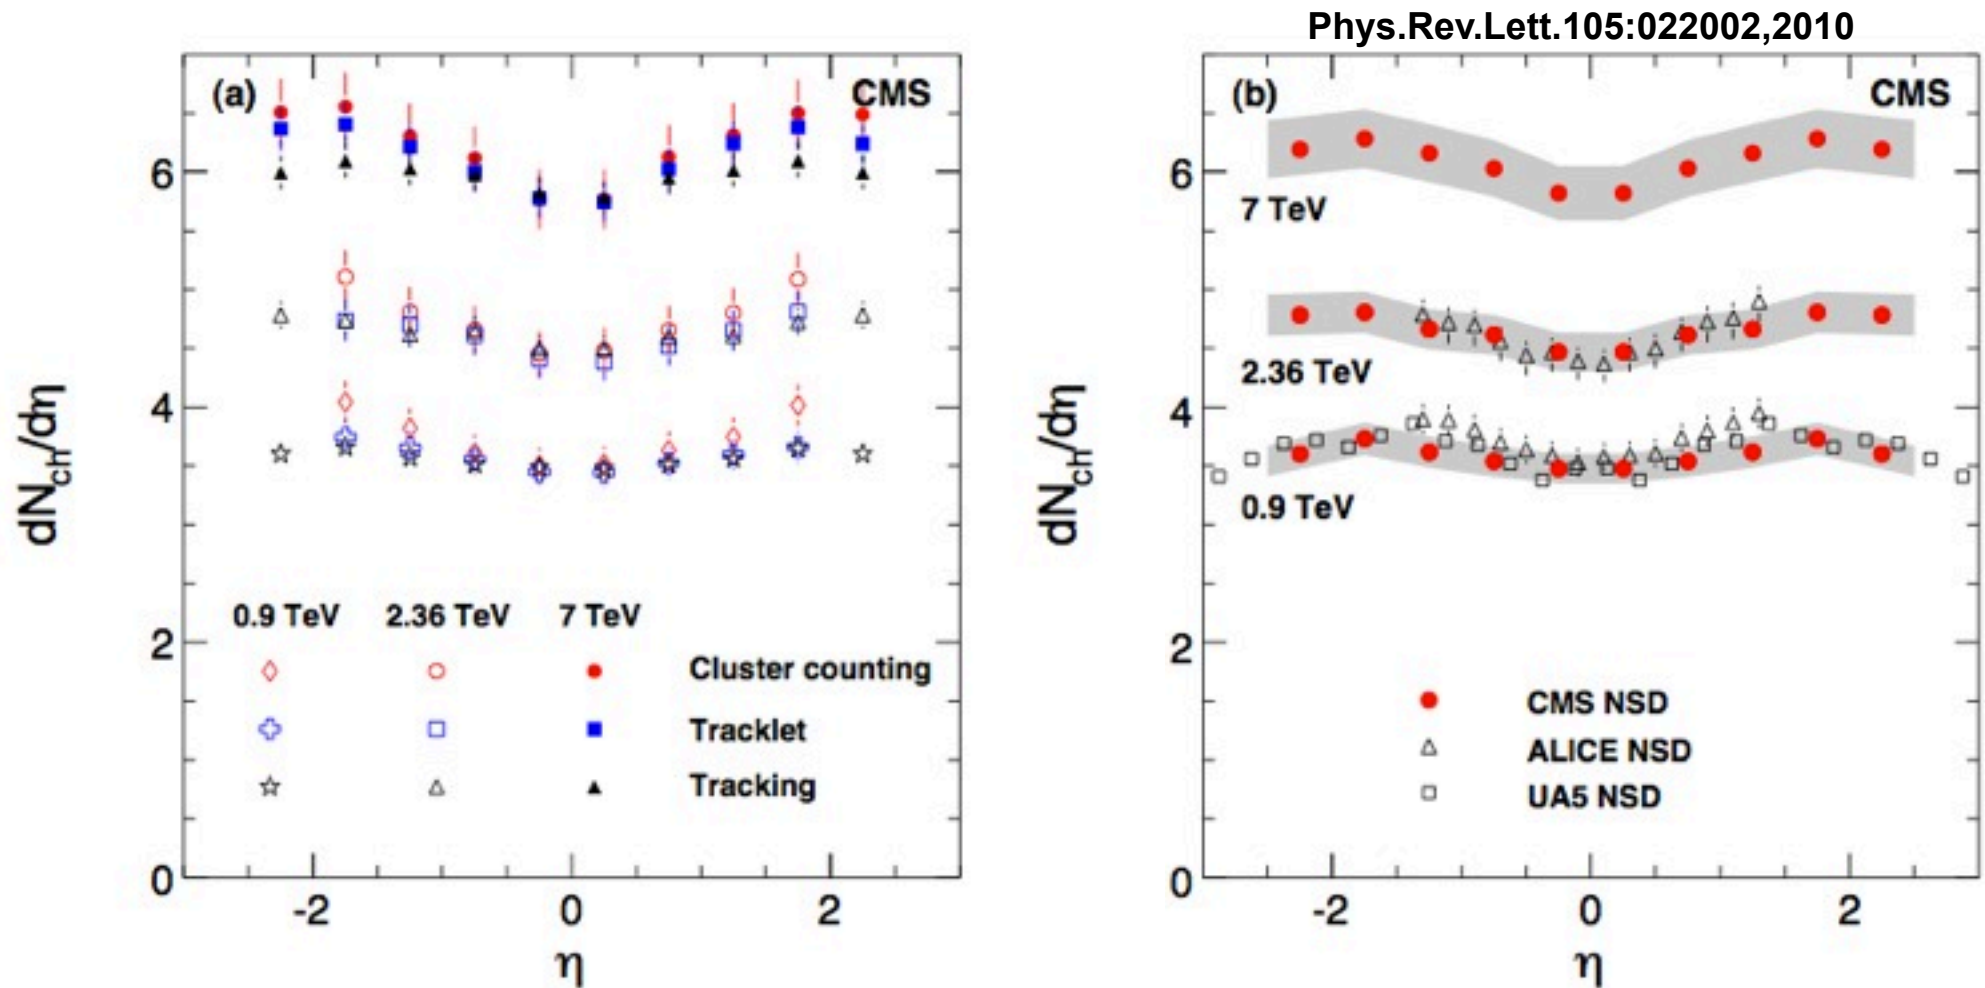 Phys.Rev.Lett.105:022002,2010
(a)
CMS
6
4
2
0
dN_ch/dη
-2 0 2
η
0.9 TeV 2.36 TeV 7 TeV
Cluster counting
Tracklet
Tracking
(b)
CMS
6
4
2
0
dN_ch/dη
7 TeV
2.36 TeV
0.9 TeV
CMS NSD
ALICE NSD
UA5 NSD
-2 0 2
η